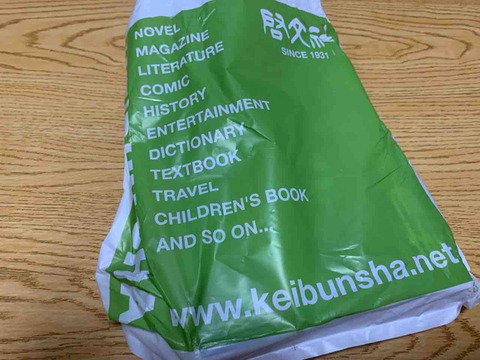 NOVEL
MAGAZINE
LITERATURE
COMIC
HISTORY
ENTERTAINMENT
DICTIONARY
TEXTBOOK
TRAVEL
CHILDREN'S BOOK
AND SO ON...
啓文社
SINCE 1931
www.keibunsha.net